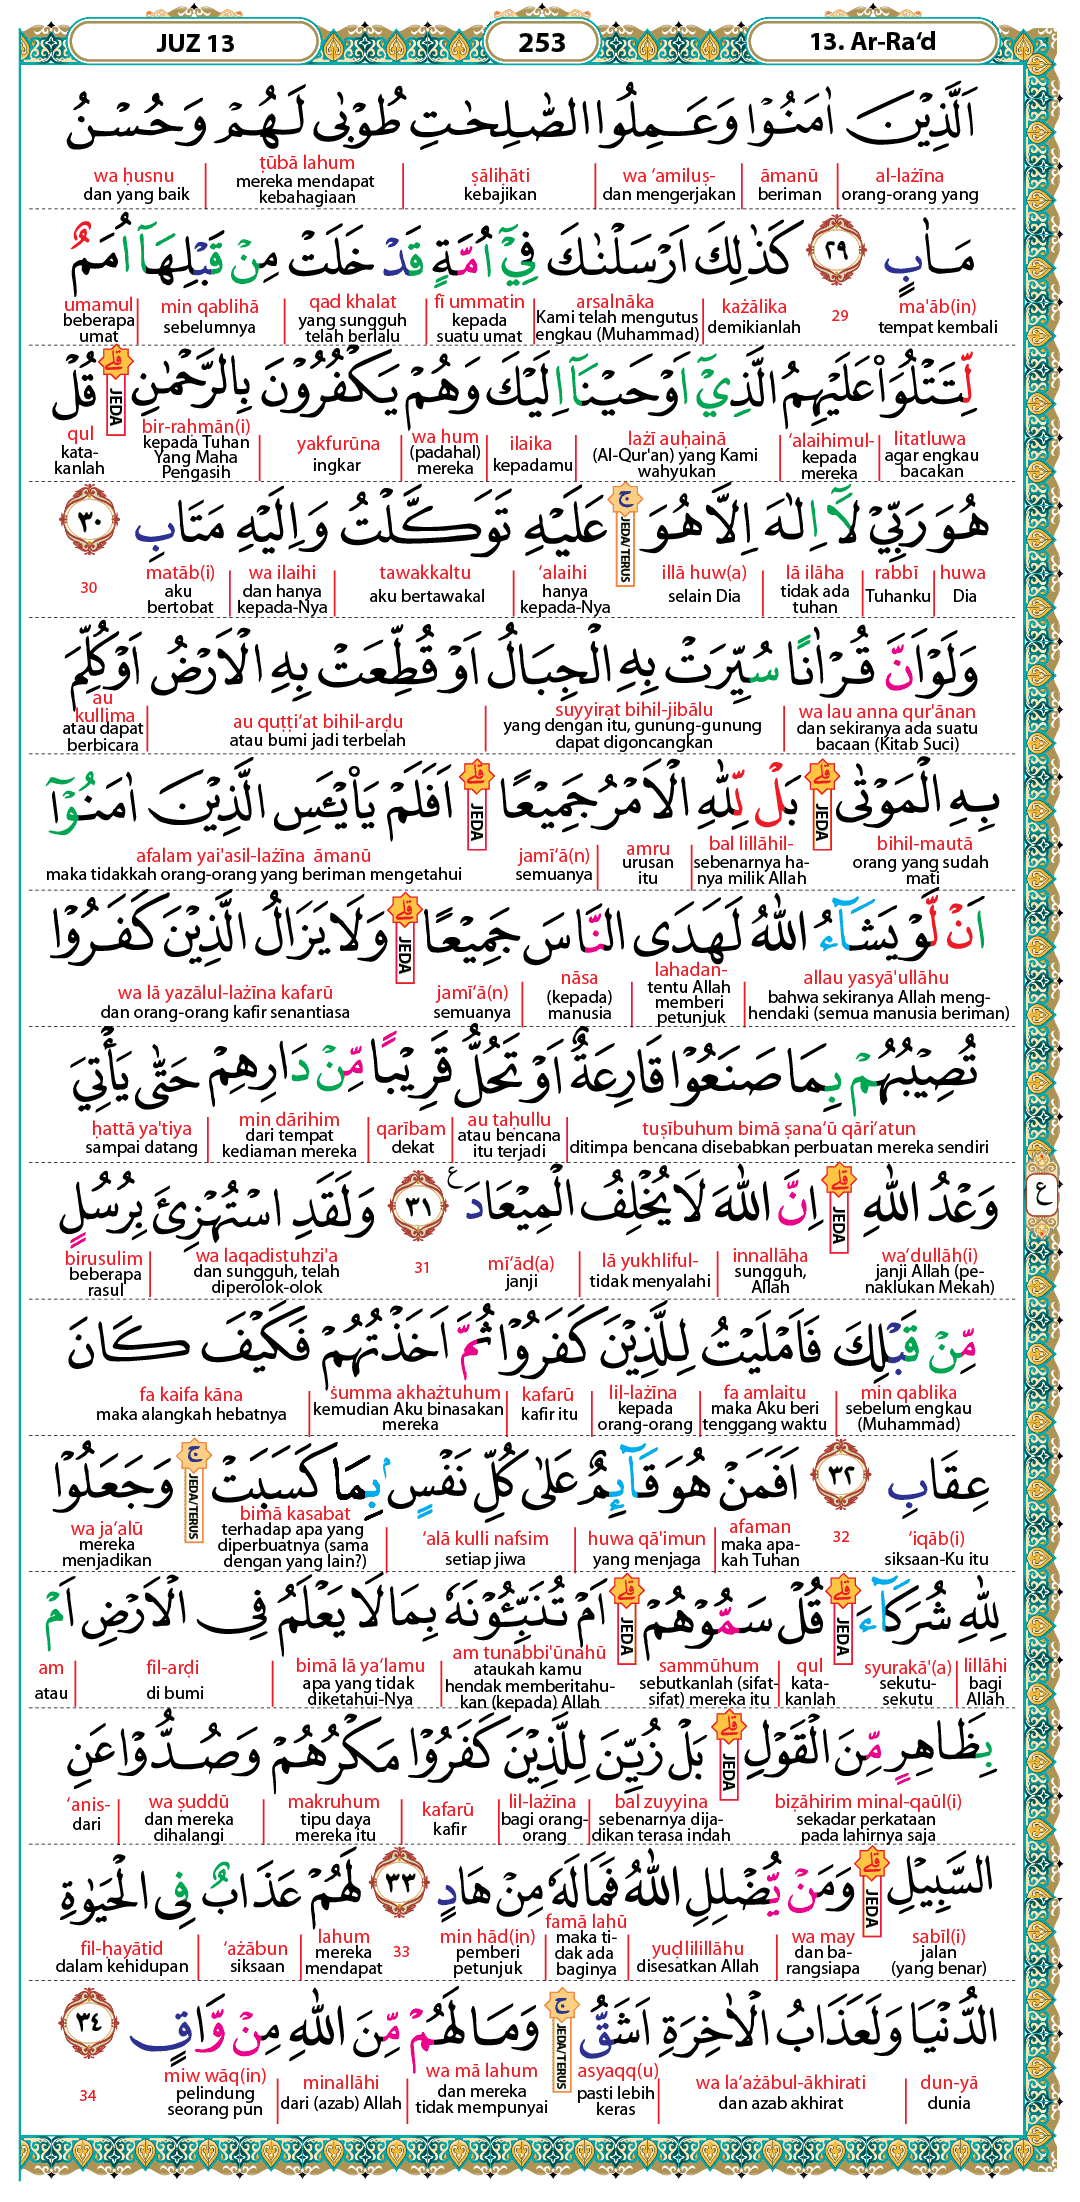 JUZ 13
253
13. Ar-Ra‘d
اَلَّذِيْنَ اٰمَنُوْا وَعَمِلُوا الصّٰلِحٰتِ طُوْبٰى لَهُمْ وَحُسْنُ
al-lażīna āmanū wa ‘amiluṣ- ṣāliḥāti ṭūbā lahum wa ḥusnu
orang-orang yang beriman dan mengerjakan kebajikan mereka mendapat kebahagiaan dan yang baik
مَاٰبٍ ٢٩ كَذٰلِكَ اَرْسَلْنٰكَ فِيْٓ اُمَّةٍ قَدْ خَلَتْ مِنْ قَبْلِهَآ اُمَمٌ
ma'āb(in) 29 każālika arsalnāka fī ummatin qad khalat min qablihā umamul
tempat kembali demikianlah Kami telah mengutus engkau (Muhammad) kepada suatu umat yang sungguh telah berlalu sebelumnya beberapa umat
لِّتَتْلُوَا۟ عَلَيْهِمُ الَّذِيْٓ اَوْحَيْنَآ اِلَيْكَ وَهُمْ يَكْفُرُوْنَ بِالرَّحْمٰنِ ۗ JEDA قُلْ
litatluwa ‘alaihimul- lażī auḥainā ilaika wa hum yakfurūna bir-raḥmān(i) qul
agar engkau bacakan kepada mereka (Al-Qur'an) yang Kami wahyukan kepadamu (padahal) mereka ingkar kepada Tuhan Yang Maha Pengasih kata- kanlah
هُوَ رَبِّيْ لَآ اِلٰهَ اِلَّا هُوَ ۚ JEDA/TERUS عَلَيْهِ تَوَكَّلْتُ وَاِلَيْهِ مَتَابِ ٣٠
huwa rabbī lā ilāha illā huw(a) ‘alaihi tawakkaltu wa ilaihi matāb(i) 30
Dia Tuhanku tidak ada tuhan selain Dia hanya kepada-Nya aku bertawakal dan hanya kepada-Nya aku bertobat
وَلَوْ اَنَّ قُرْاٰنًا سُيِّرَتْ بِهِ الْجِبَالُ اَوْ قُطِّعَتْ بِهِ الْاَرْضُ اَوْ كُلِّمَ
wa lau anna qur'ānan suyyirat bihil-jibālu au quṭṭi‘at bihil-arḍu au kullima
dan sekiranya ada suatu bacaan (Kitab Suci) yang dengan itu, gunung-gunung dapat digoncangkan atau bumi jadi terbelah atau dapat berbicara
بِهِ الْمَوْتٰى ۗ JEDA بَلْ لِّلّٰهِ الْاَمْرُ جَمِيْعًا ۗ JEDA اَفَلَمْ يَا۟يْـَٔسِ الَّذِيْنَ اٰمَنُوْٓا
bihil-mautā bal lillāhil- amru jamī‘ā(n) afalam yai'asil-lażīna āmanū
orang yang sudah mati sebenarnya ha- nya milik Allah urusan itu semuanya maka tidakkah orang-orang yang beriman mengetahui
اَنْ لَّوْ يَشَاۤءُ اللّٰهُ لَهَدَى النَّاسَ جَمِيْعًا ۗ JEDA وَلَا يَزَالُ الَّذِيْنَ كَفَرُوْا
allau yasyā'ullāhu lahadan- nāsa jamī‘ā(n) wa lā yazālul-lażīna kafarū
bahwa sekiranya Allah meng- hendaki (semua manusia beriman) tentu Allah memberi petunjuk (kepada) manusia semuanya dan orang-orang kafir senantiasa
تُصِيْبُهُمْ بِمَا صَنَعُوْا قَارِعَةٌ اَوْ تَحُلُّ قَرِيْبًا مِّنْ دَارِهِمْ حَتّٰى يَأْتِيَ
tuṣībuhum bimā ṣana‘ū qāri‘atun au taḥullu qarībam min dārihim ḥattā ya'tiya
ditimpa bencana disebabkan perbuatan mereka sendiri atau bencana itu terjadi dekat dari tempat kediaman mereka sampai datang
وَعْدُ اللّٰهِ ۗ JEDA اِنَّ اللّٰهَ لَا يُخْلِفُ الْمِيْعَادَ ࣖ ٣١ وَلَقَدِ اسْتُهْزِئَ بِرُسُلٍ ع
wa‘dullāh(i) innallāha lā yukhliful- mī‘ād(a) 31 wa laqadistuhzi'a birusulim
janji Allah (pe- naklukan Mekah) sungguh, Allah tidak menyalahi janji dan sungguh, telah diperolok-olok beberapa rasul
مِّنْ قَبْلِكَ فَاَمْلَيْتُ لِلَّذِيْنَ كَفَرُوْا ثُمَّ اَخَذْتُهُمْ فَكَيْفَ كَانَ
min qablika fa amlaitu lil-lażīna kafarū ṡumma akhażtuhum fa kaifa kāna
sebelum engkau (Muhammad) maka Aku beri tenggang waktu kepada orang-orang kafir itu kemudian Aku binasakan mereka maka alangkah hebatnya
عِقَابِ ٣٢ اَفَمَنْ هُوَ قَاۤىِٕمٌ عَلٰى كُلِّ نَفْسٍۢ بِمَا كَسَبَتْ ۚ JEDA/TERUS وَجَعَلُوْا
‘iqāb(i) 32 afaman huwa qā'imun ‘alā kulli nafsim bimā kasabat wa ja‘alū
siksaan-Ku itu maka apa- kah Tuhan yang menjaga setiap jiwa terhadap apa yang diperbuatnya (sama dengan yang lain?) mereka menjadikan
لِلّٰهِ شُرَكَاۤءَ ۗ JEDA قُلْ سَمُّوْهُمْ ۗ JEDA اَمْ تُنَبِّـُٔوْنَهٗ بِمَا لَا يَعْلَمُ فِى الْاَرْضِ اَمْ
lillāhi syurakā'(a) qul sammūhum am tunabbi'ūnahū bimā lā ya‘lamu fil-arḍi am
bagi Allah sekutu- sekutu kata- kanlah sebutkanlah (sifat- sifat) mereka itu ataukah kamu hendak memberitahu- kan (kepada) Allah apa yang tidak diketahui-Nya di bumi atau
بِظَاهِرٍ مِّنَ الْقَوْلِ ۗ JEDA بَلْ زُيِّنَ لِلَّذِيْنَ كَفَرُوْا مَكْرُهُمْ وَصُدُّوْا عَنِ
biẓāhirim minal-qaūl(i) bal zuyyina lil-lażīna kafarū makruhum wa ṣuddū ‘anis-
sekadar perkataan pada lahirnya saja sebenarnya dija- dikan terasa indah bagi orang- orang kafir tipu daya mereka itu dan mereka dihalangi dari
السَّبِيْلِ ۗ JEDA وَمَنْ يُّضْلِلِ اللّٰهُ فَمَا لَهٗ مِنْ هَادٍ ٣٣ لَهُمْ عَذَابٌ فِى الْحَيٰوةِ
sabīl(i) wa may yuḍlilillāhu famā lahū min hād(in) 33 lahum ‘ażābun fil-ḥayātid
jalan (yang benar) dan ba- rangsiapa disesatkan Allah maka ti- dak ada baginya pemberi petunjuk mereka mendapat siksaan dalam kehidupan
الدُّنْيَا وَلَعَذَابُ الْاٰخِرَةِ اَشَقُّ ۚ JEDA/TERUS وَمَا لَهُمْ مِّنَ اللّٰهِ مِنْ وَّاقٍ ٣٤
dun-yā wa la‘ażābul-ākhirati asyaqq(u) wa mā lahum minallāhi miw wāq(in) 34
dunia dan azab akhirat pasti lebih keras dan mereka tidak mempunyai dari (azab) Allah pelindung seorang pun